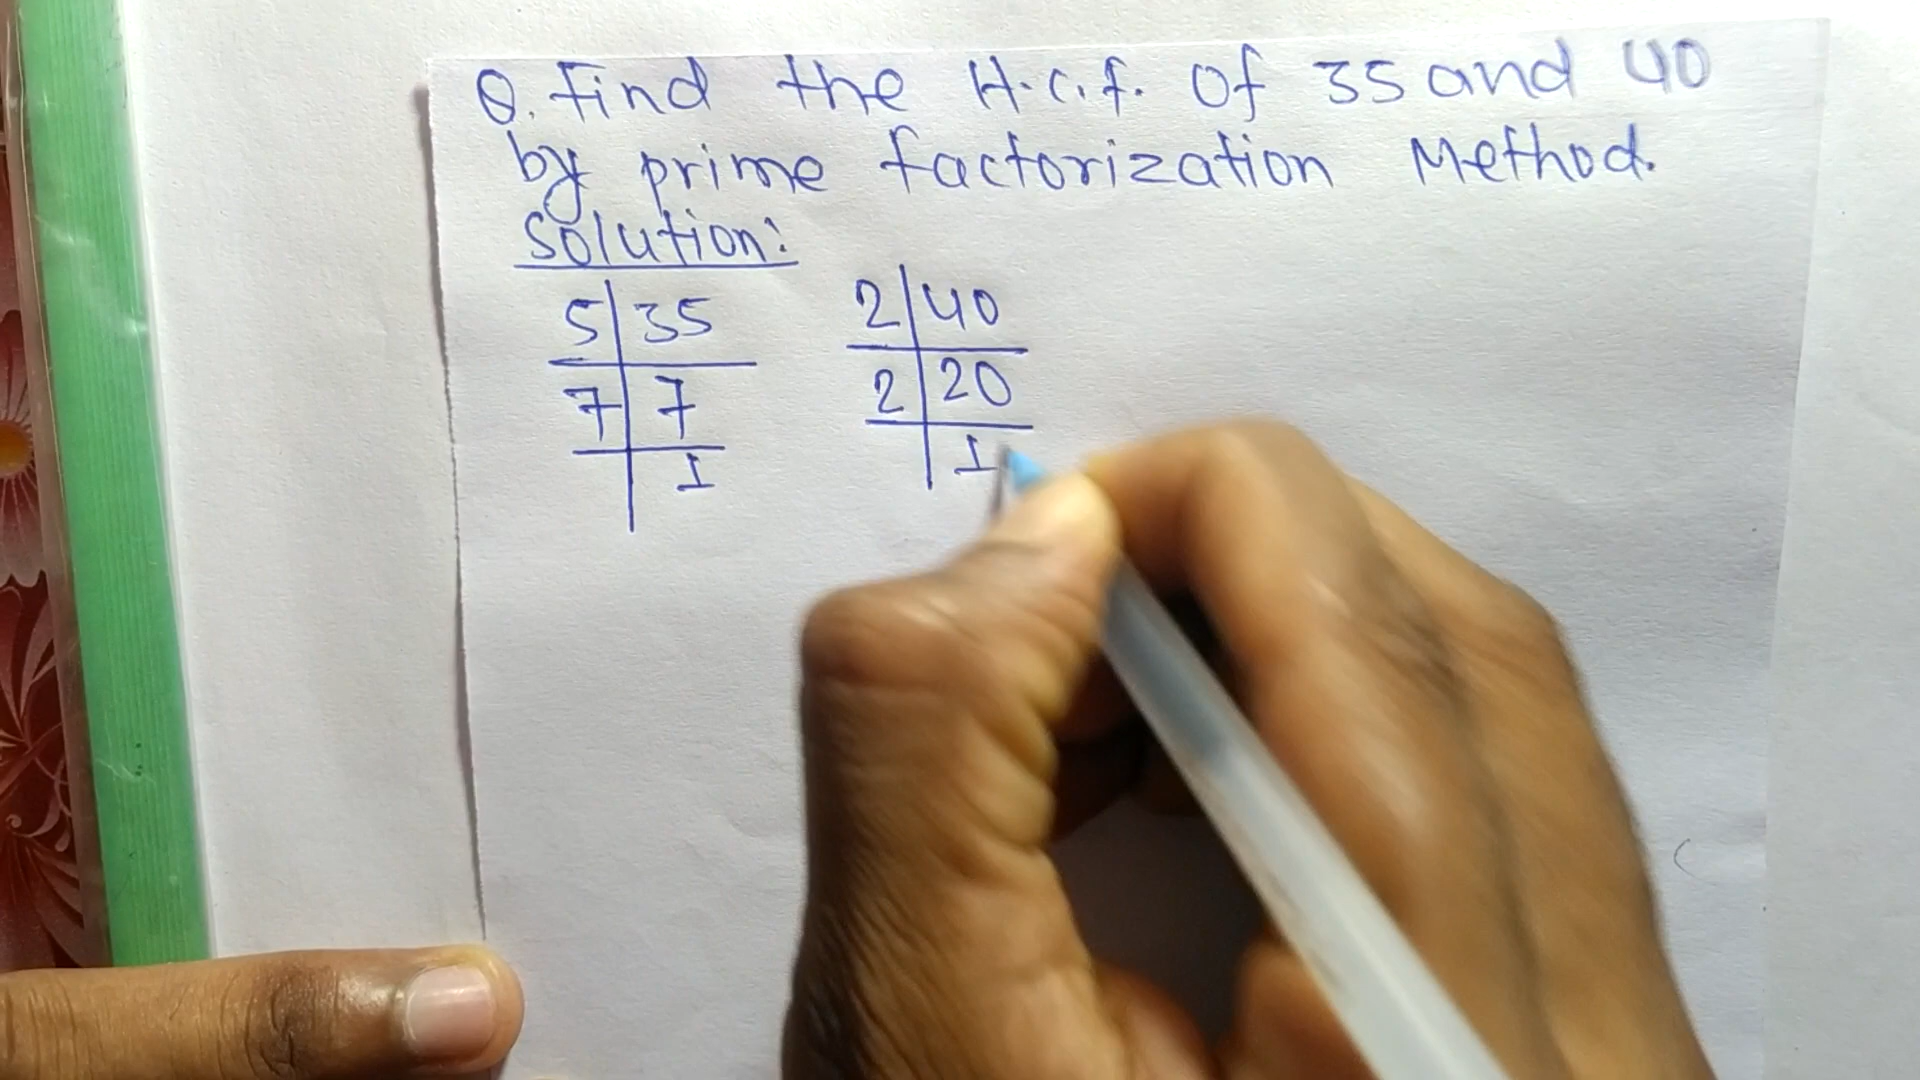 Q. Find the H.C.f. Of 35 and 40
by prime factorization Method.
Solution:
5 35
7 7
1
2 40
2 20
1